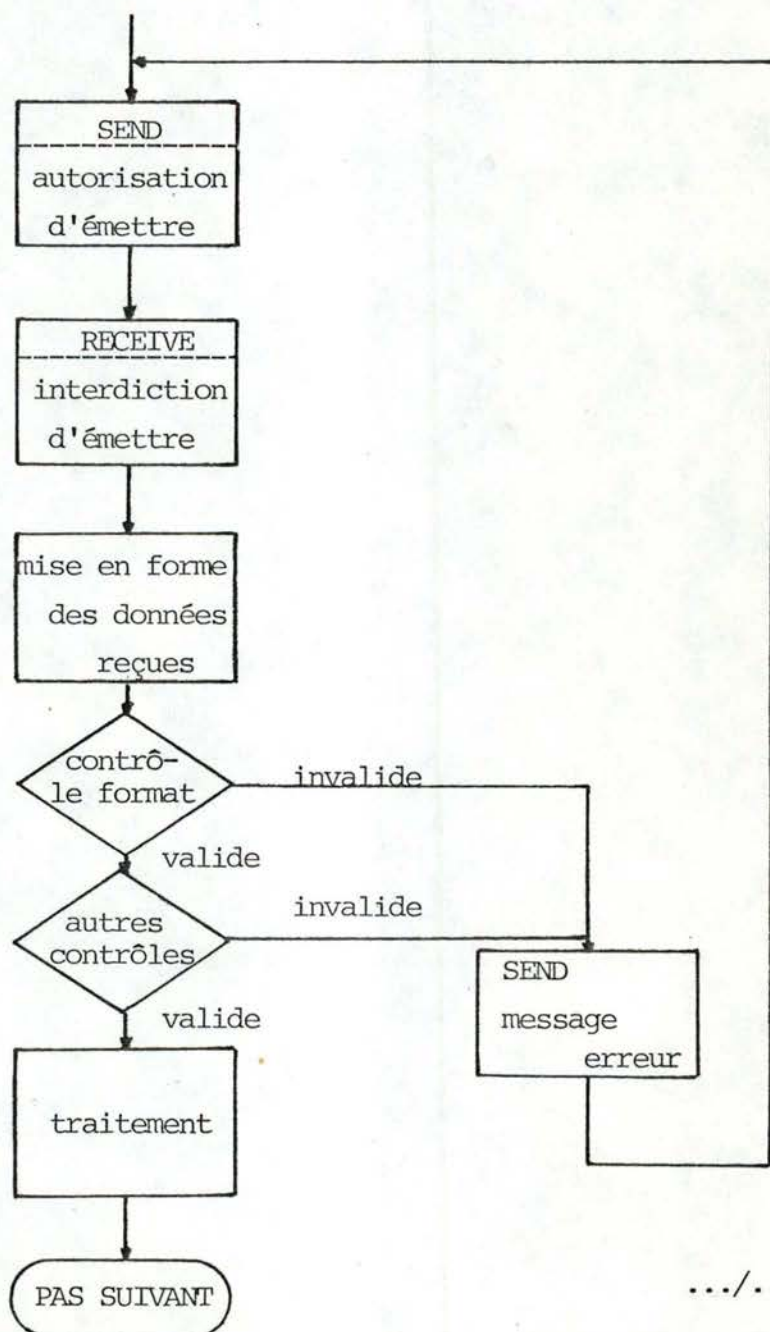 SEND
autorisation
d'émettre
RECEIVE
interdiction
d'émettre
mise en forme
des données
reçues
contrô-
le format
invalide
valide
autres
contrôles
invalide
SEND
message
erreur
valide
traitement
PAS SUIVANT
.../.